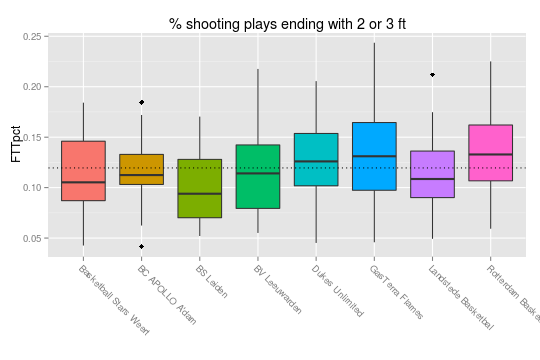 % shooting plays ending with 2 or 3 ft
FTTpct
0.25
0.20
0.15
0.10
0.05
Basketball Stars Weert
BC APOLLO A'dam
BS Leiden
BV Leeuwarden
Dukes Unlimited
GasTerra Flames
Landstede Basketbal
Rotterdam Baske